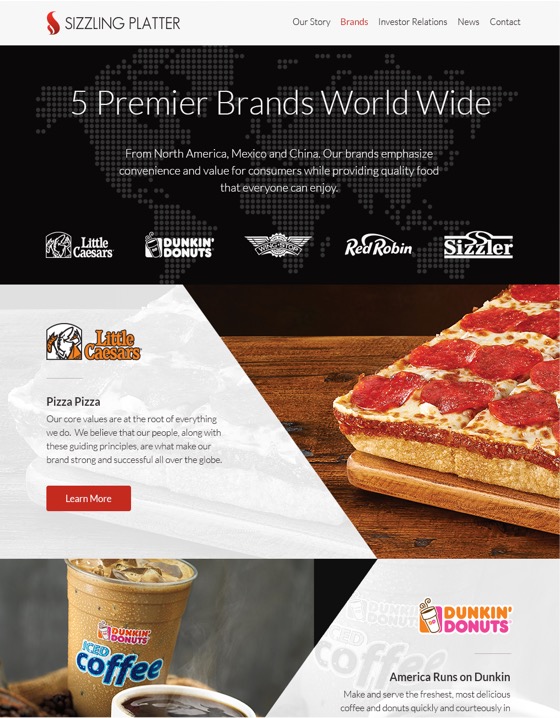 SIZZLING PLATTER
Our Story Brands Investor Relations News Contact
5 Premier Brands World Wide
From North America, Mexico and China. Our brands emphasize
convenience and value for consumers while providing quality food
that everyone can enjoy.
Little Caesars
DUNKIN' DONUTS
WINGSTOP
Red Robin
Sizzler
Little
Caesars
Pizza Pizza
Our core values are at the root of everything
we do. We believe that our people, along with
these guiding principles, are what make our
brand strong and successful all over the globe.
Learn More
DUNKIN'
DONUTS
ICED
coffee
DUNKIN'
DONUTS
America Runs on Dunkin
Make and serve the freshest, most delicious
coffee and donuts quickly and courteously in